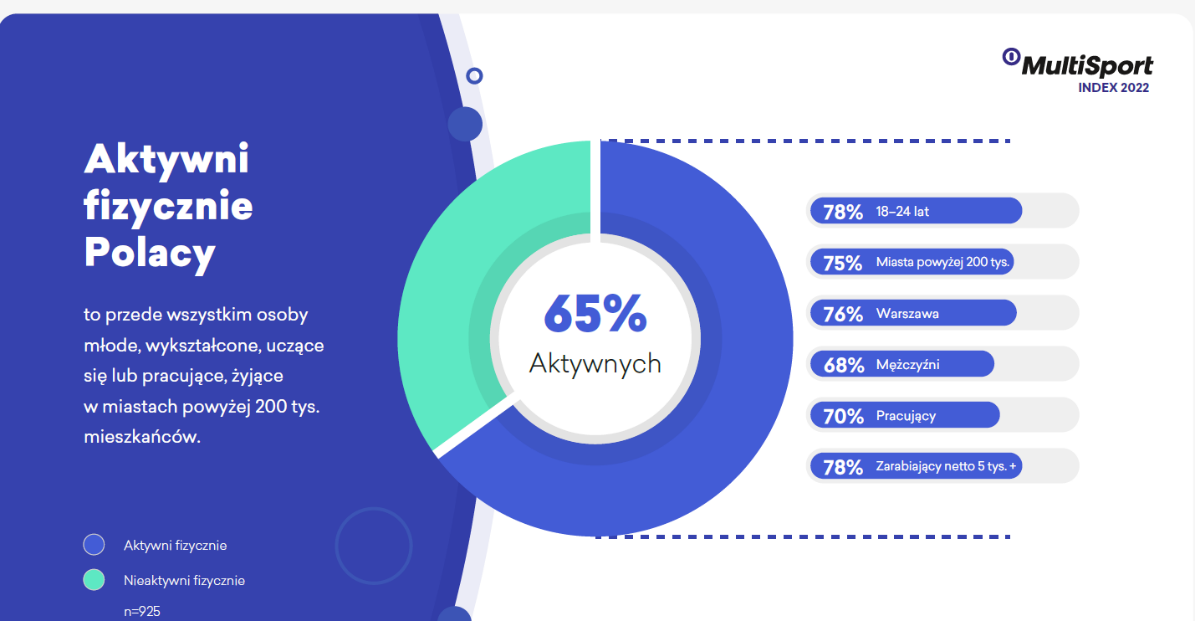 MultiSport
INDEX 2022
Aktywni
fizycznie
Polacy
to przede wszystkim osoby
młode, wykształcone, uczące
się lub pracujące, żyjące
w miastach powyżej 200 tys.
mieszkańców.
Aktywni fizycznie
Nieaktywni fizycznie
n=925
65%
Aktywnych
78% 18–24 lat
75% Miasta powyżej 200 tys.
76% Warszawa
68% Mężczyźni
70% Pracujący
78% Zarabiający netto 5 tys. +